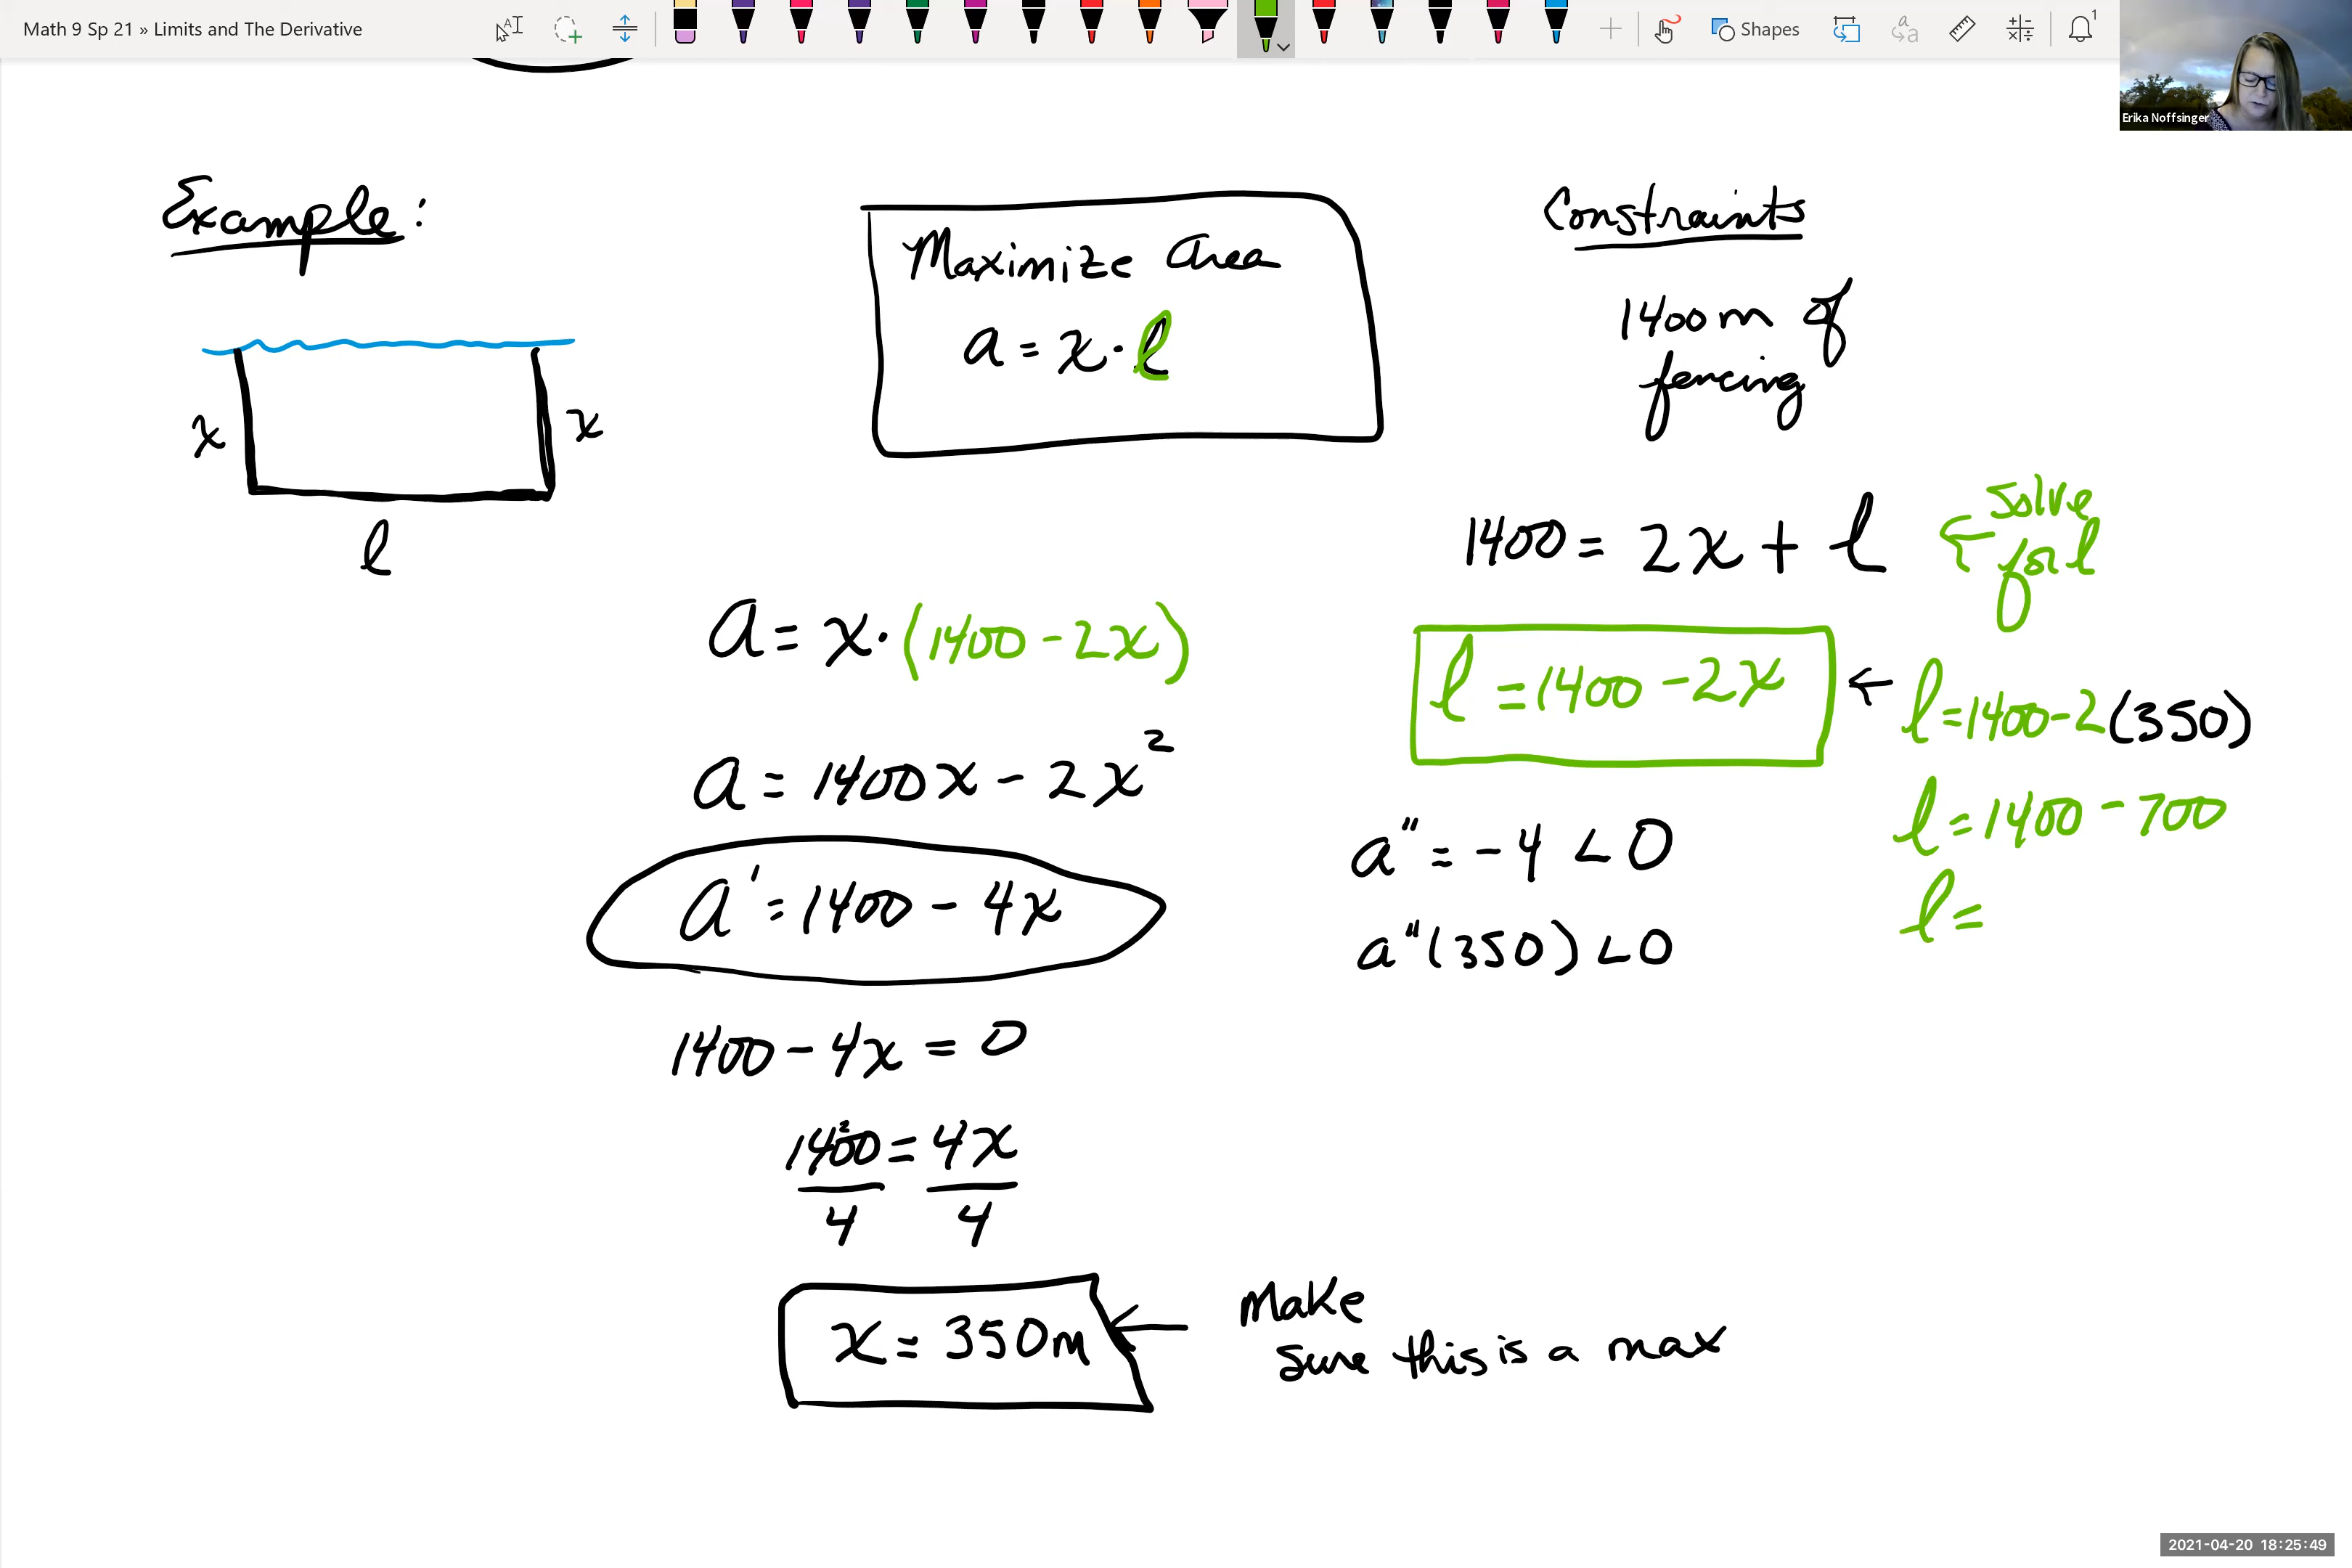 Math 9 Sp 21 » Limits and The Derivative
Shapes
1
Erika Noffsinger
Example:
x
x
l
Maximize area
a = x · l
Constraints
1400 m of
fencing
1400 = 2x + l
solve
for l
a = x · (1400 - 2x)
l = 1400 - 2x
l = 1400 - 2(350)
a = 1400x - 2x²
l = 1400 - 700
a" = -4 < 0
a' = 1400 - 4x
l =
a"(350) < 0
1400 - 4x = 0
1400 = 4x
2
4 4
x = 350m
Make
sure this is a max
2021-04-20 18:25:49